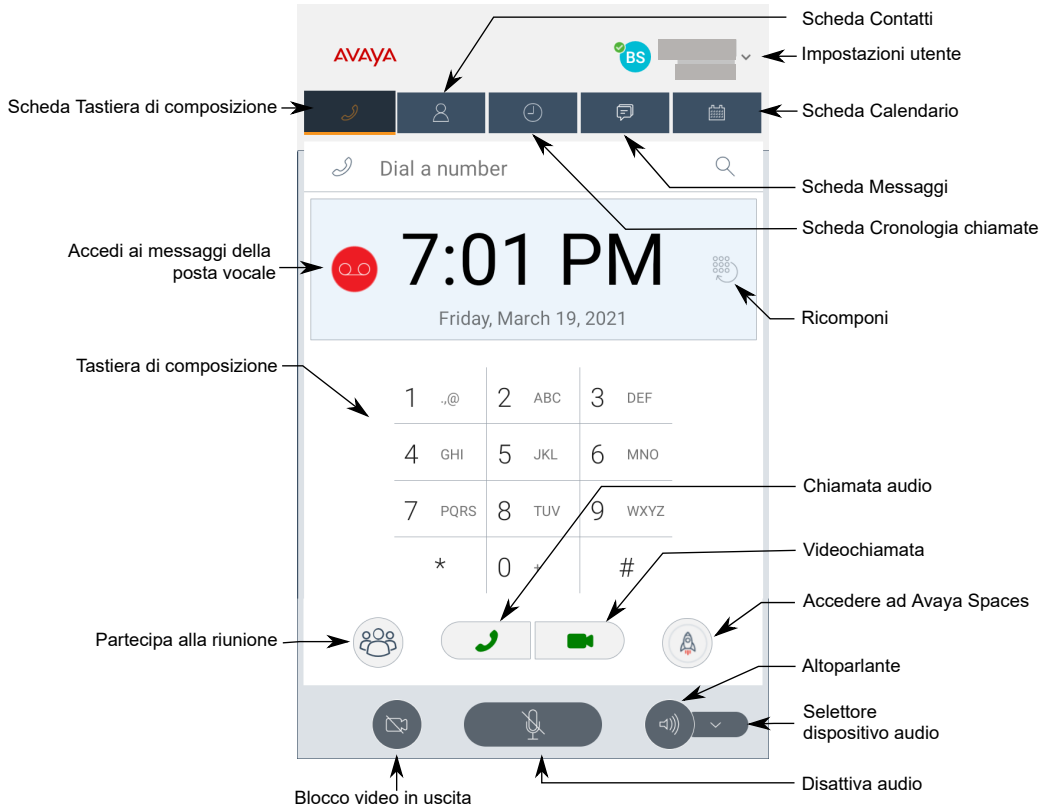 Scheda Contatti
AVAYA
BS
Impostazioni utente
Scheda Tastiera di composizione
Scheda Calendario
Dial a number
Scheda Messaggi
Scheda Cronologia chiamate
Accedi ai messaggi della
posta vocale
7:01 PM
Friday, March 19, 2021
Ricomponi
Tastiera di composizione
1 .,@ 2 ABC 3 DEF
4 GHI 5 JKL 6 MNO
7 PQRS 8 TUV 9 WXYZ
* 0 + #
Chiamata audio
Videochiamata
Accedere ad Avaya Spaces
Partecipa alla riunione
Altoparlante
Selettore
dispositivo audio
Disattiva audio
Blocco video in uscita